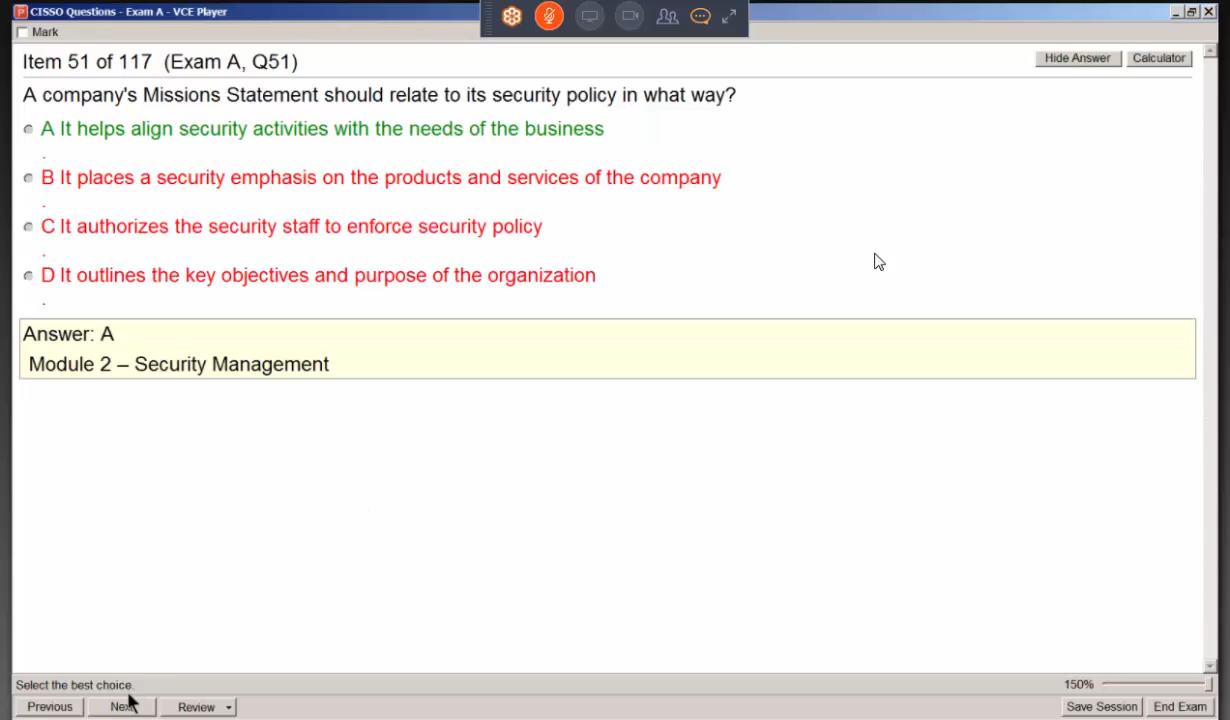 CISSO Questions - Exam A - VCE Player
Mark
Item 51 of 117 (Exam A, Q51)
Hide Answer
Calculator
A company's Missions Statement should relate to its security policy in what way?
A It helps align security activities with the needs of the business
.
B It places a security emphasis on the products and services of the company
.
C It authorizes the security staff to enforce security policy
.
D It outlines the key objectives and purpose of the organization
.
Answer: A
Module 2 – Security Management
Select the best choice.
150%
Previous
Next
Review
Save Session
End Exam